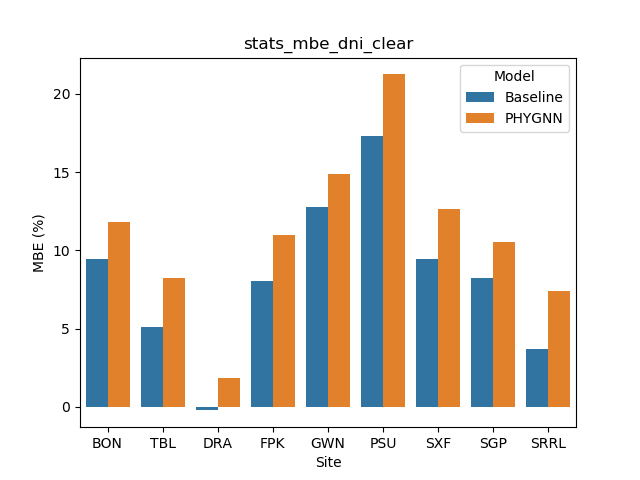 stats_mbe_dni_clear
Model
Baseline
PHYGNN
MBE (%)
20
15
10
5
0
BON TBL DRA FPK GWN PSU SXF SGP SRRL
Site